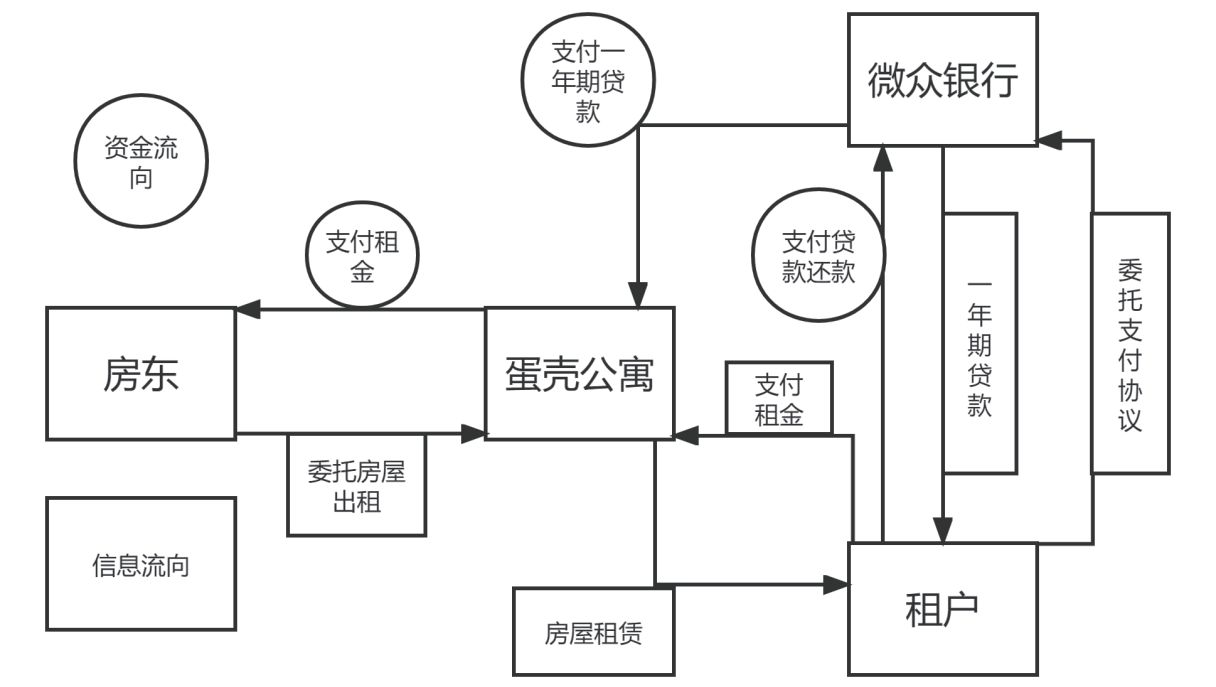 支付一
年期贷
款
微众银行
资金流
向
支付租
金
支付贷
款还款
一
年
期
贷
款
委
托
支
付
协
议
房东
蛋壳公寓
支付
租金
委托房屋
出租
信息流向
房屋租赁
租户